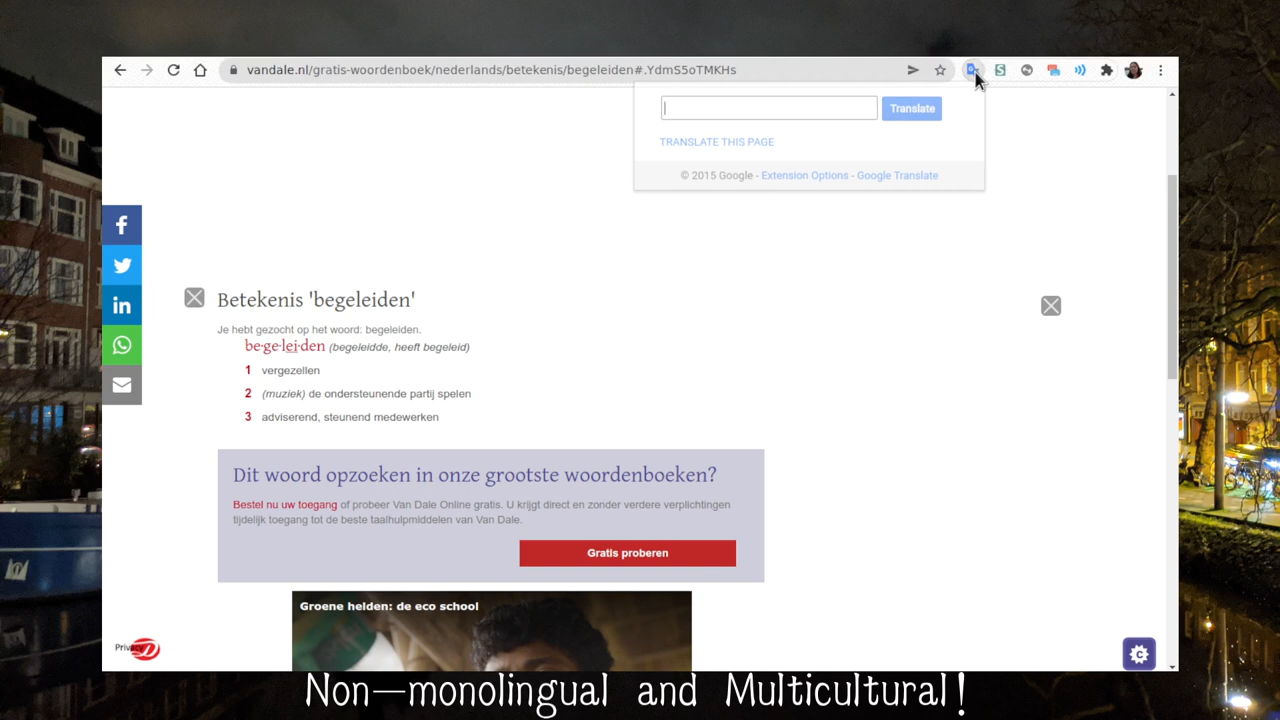 vandale.nl/gratis-woordenboek/nederlands/betekenis/begeleiden#.YdmS5oTMKHs
Translate
TRANSLATE THIS PAGE
© 2015 Google - Extension Options - Google Translate
Betekenis 'begeleiden'
Je hebt gezocht op het woord: begeleiden.
be·ge·lei·den (begeleidde, heeft begeleid)
1 vergezellen
2 (muziek) de ondersteunende partij spelen
3 adviserend, steunend medewerken
Dit woord opzoeken in onze grootste woordenboeken?
Bestel nu uw toegang of probeer Van Dale Online gratis. U krijgt direct en zonder verdere verplichtingen
tijdelijk toegang tot de beste taalhulpmiddelen van Van Dale.
Gratis proberen
Groene helden: de eco school
Privacy
Non-monolingual and Multicultural!